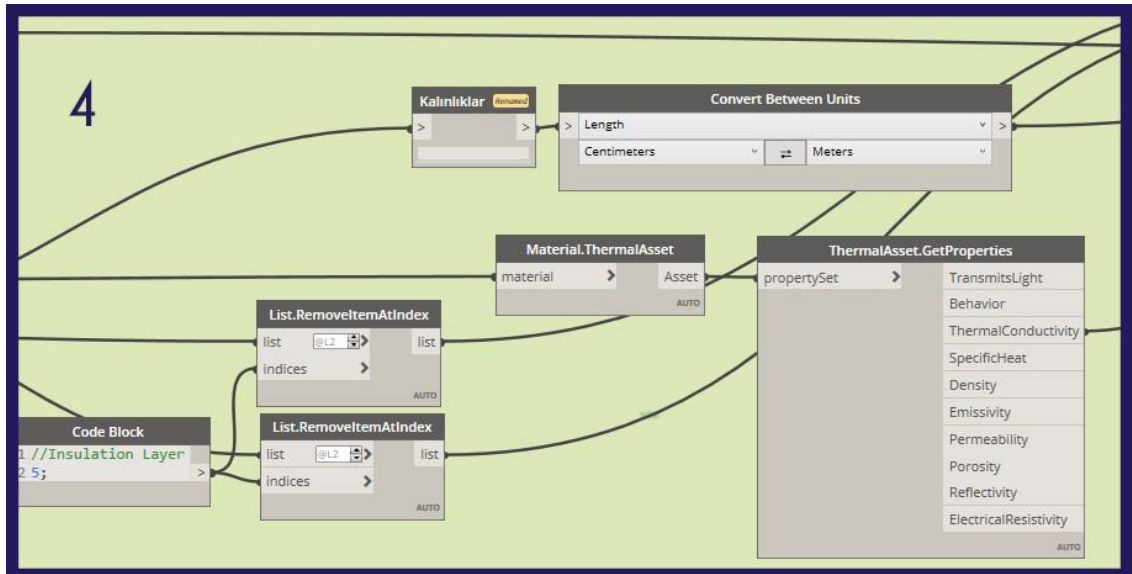 4
Kalınlıklar Renamed
> >
Convert Between Units
> Length >
Centimeters ⇄ Meters
Material.ThermalAsset
material > Asset
AUTO
ThermalAsset.GetProperties
propertySet > TransmitsLight
Behavior
ThermalConductivity
SpecificHeat
Density
Emissivity
Permeability
Porosity
Reflectivity
ElectricalResistivity
AUTO
List.RemoveItemAtIndex
list @L2 > list
indices >
AUTO
Code Block
1 //Insulation Layer
2 5; >
List.RemoveItemAtIndex
list @L2 > list
indices >
AUTO